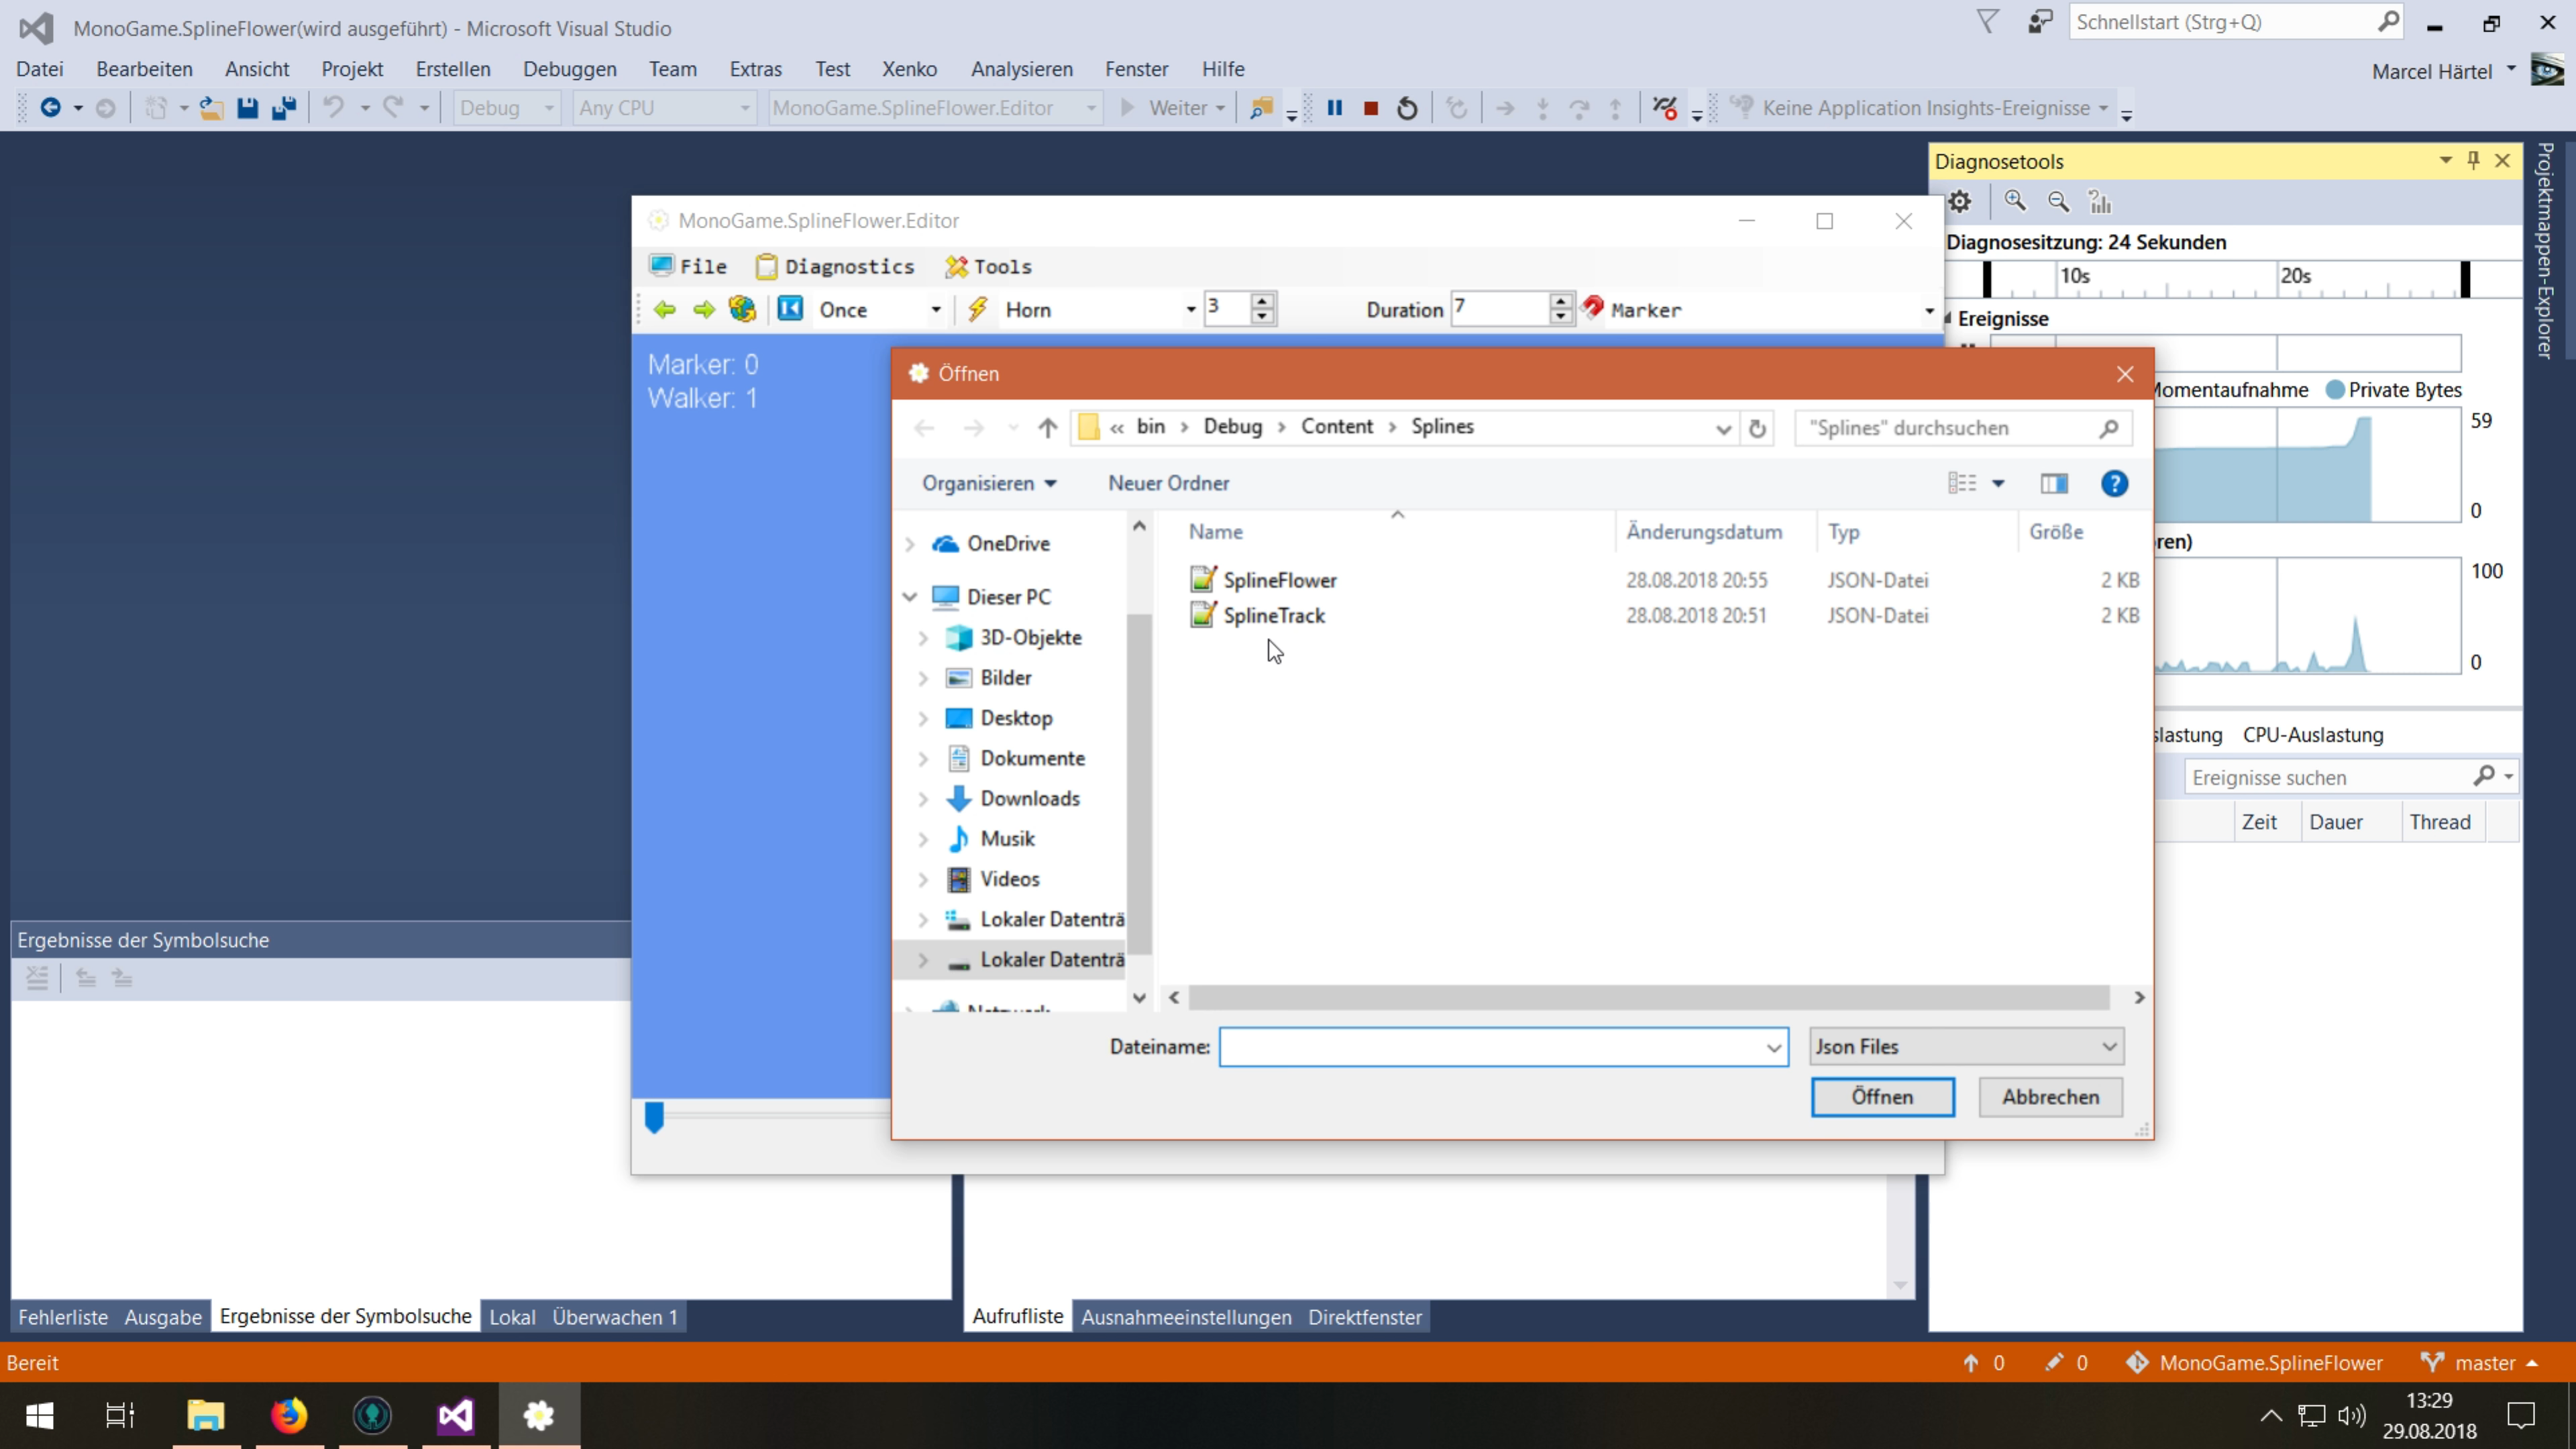 MonoGame.SplineFlower(wird ausgeführt) - Microsoft Visual Studio
Schnellstart (Strg+Q)
Datei Bearbeiten Ansicht Projekt Erstellen Debuggen Team Extras Test Xenko Analysieren Fenster Hilfe
Marcel Härtel
Debug Any CPU MonoGame.SplineFlower.Editor Weiter Keine Application Insights-Ereignisse
Diagnosetools
Projektmappen-Explorer
Diagnosesitzung: 24 Sekunden
10s 20s
Ereignisse
Momentaufnahme Private Bytes
59
0
ren)
100
0
slastung CPU-Auslastung
Ereignisse suchen
Zeit Dauer Thread
MonoGame.SplineFlower.Editor
File Diagnostics Tools
Once Horn 3 Duration 7 Marker
Marker: 0
Walker: 1
Öffnen
« bin › Debug › Content › Splines
"Splines" durchsuchen
Organisieren Neuer Ordner
OneDrive
Dieser PC
3D-Objekte
Bilder
Desktop
Dokumente
Downloads
Musik
Videos
Lokaler Datenträ
Lokaler Datenträ
Netzwerk
Name Änderungsdatum Typ Größe
SplineFlower 28.08.2018 20:55 JSON-Datei 2 KB
SplineTrack 28.08.2018 20:51 JSON-Datei 2 KB
Dateiname:
Json Files
Öffnen Abbrechen
Ergebnisse der Symbolsuche
Fehlerliste Ausgabe Ergebnisse der Symbolsuche Lokal Überwachen 1
Aufrufliste Ausnahmeeinstellungen Direktfenster
Bereit
0 0 MonoGame.SplineFlower master
13:29
29.08.2018